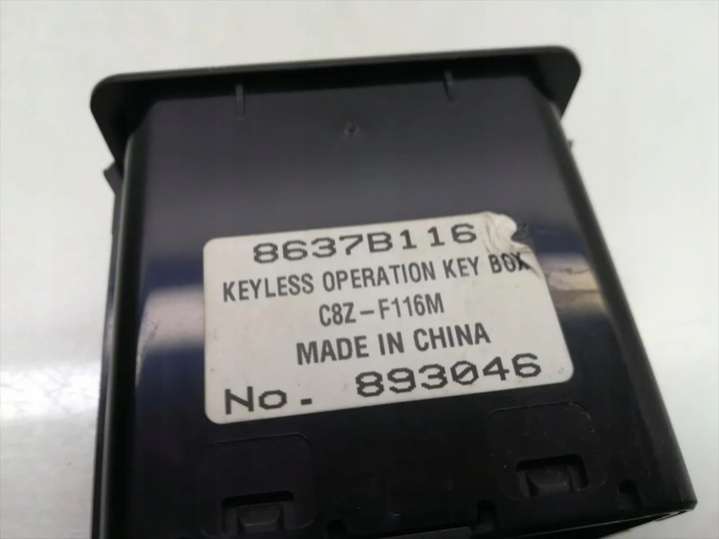 8637B116
KEYLESS OPERATION KEY BOX
C8Z-F116M
MADE IN CHINA
No. 893046